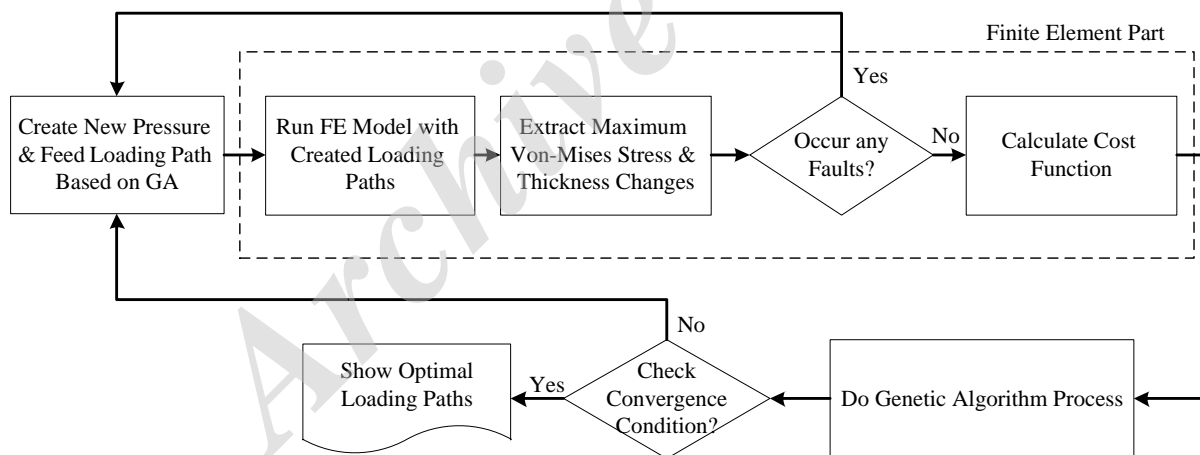 Finite Element Part
Yes
Create New Pressure
& Feed Loading Path
Based on GA
Run FE Model with
Created Loading
Paths
Extract Maximum
Von-Mises Stress &
Thickness Changes
Occur any
Faults?
No
Calculate Cost
Function
No
Show Optimal
Loading Paths
Yes
Check
Convergence
Condition?
Do Genetic Algorithm Process
Archive